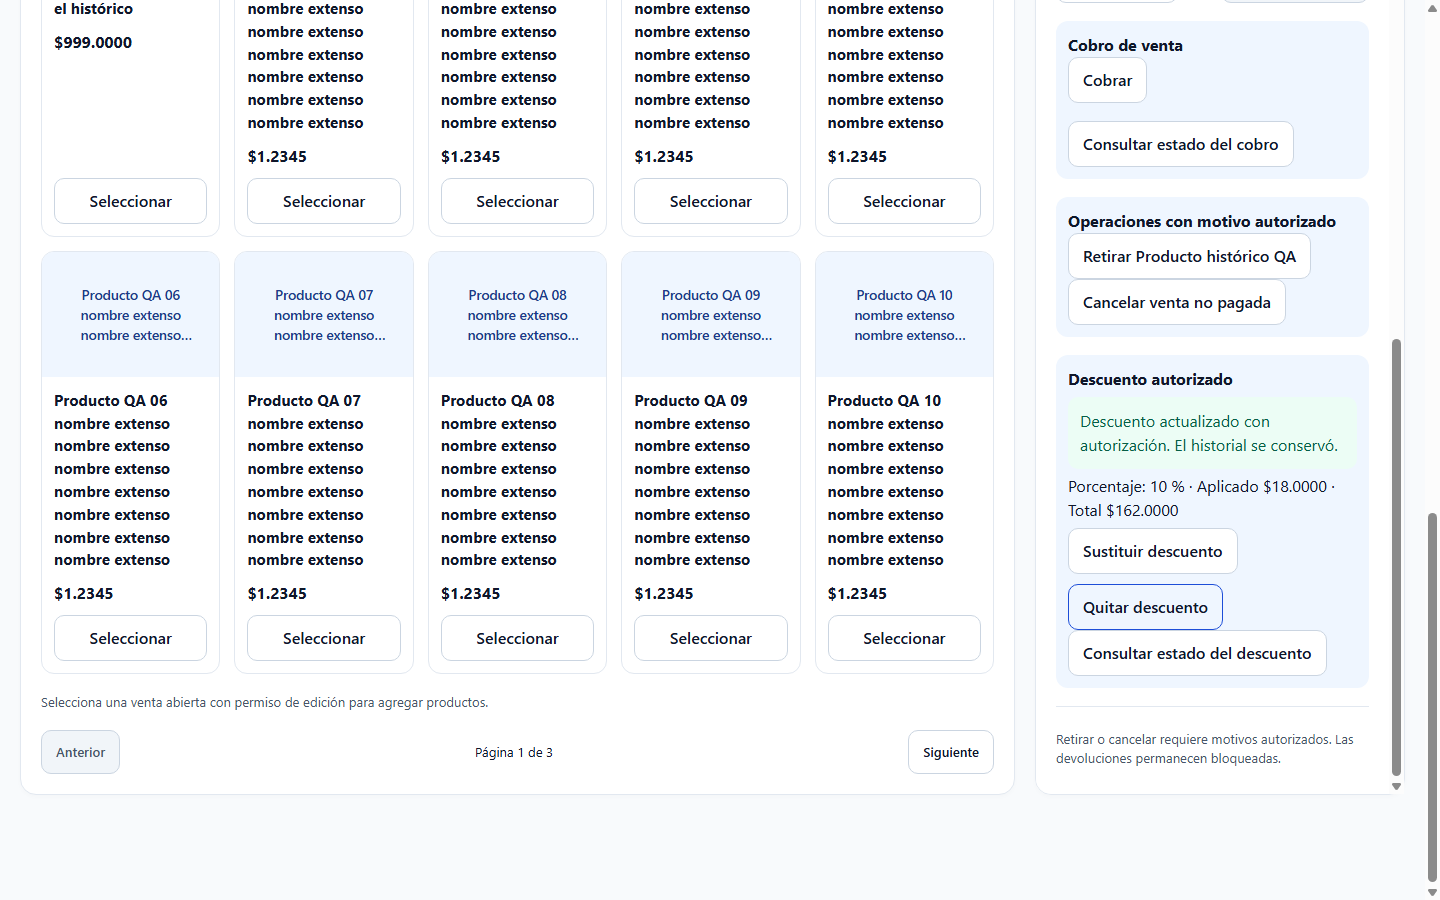 el histórico
$999.0000
Seleccionar
nombre extenso
nombre extenso
nombre extenso
nombre extenso
nombre extenso
nombre extenso
$1.2345
Seleccionar
nombre extenso
nombre extenso
nombre extenso
nombre extenso
nombre extenso
nombre extenso
$1.2345
Seleccionar
nombre extenso
nombre extenso
nombre extenso
nombre extenso
nombre extenso
nombre extenso
$1.2345
Seleccionar
nombre extenso
nombre extenso
nombre extenso
nombre extenso
nombre extenso
nombre extenso
$1.2345
Seleccionar
Producto QA 06
nombre extenso
nombre extenso...
Producto QA 06
nombre extenso
nombre extenso
nombre extenso
nombre extenso
nombre extenso
nombre extenso
nombre extenso
$1.2345
Seleccionar
Producto QA 07
nombre extenso
nombre extenso...
Producto QA 07
nombre extenso
nombre extenso
nombre extenso
nombre extenso
nombre extenso
nombre extenso
nombre extenso
$1.2345
Seleccionar
Producto QA 08
nombre extenso
nombre extenso...
Producto QA 08
nombre extenso
nombre extenso
nombre extenso
nombre extenso
nombre extenso
nombre extenso
nombre extenso
$1.2345
Seleccionar
Producto QA 09
nombre extenso
nombre extenso...
Producto QA 09
nombre extenso
nombre extenso
nombre extenso
nombre extenso
nombre extenso
nombre extenso
nombre extenso
$1.2345
Seleccionar
Producto QA 10
nombre extenso
nombre extenso...
Producto QA 10
nombre extenso
nombre extenso
nombre extenso
nombre extenso
nombre extenso
nombre extenso
nombre extenso
$1.2345
Seleccionar
Selecciona una venta abierta con permiso de edición para agregar productos.
Anterior
Página 1 de 3
Siguiente
Cobro de venta
Cobrar
Consultar estado del cobro
Operaciones con motivo autorizado
Retirar Producto histórico QA
Cancelar venta no pagada
Descuento autorizado
Descuento actualizado con
autorización. El historial se conservó.
Porcentaje: 10 % · Aplicado $18.0000 ·
Total $162.0000
Sustituir descuento
Quitar descuento
Consultar estado del descuento
Retirar o cancelar requiere motivos autorizados. Las
devoluciones permanecen bloqueadas.